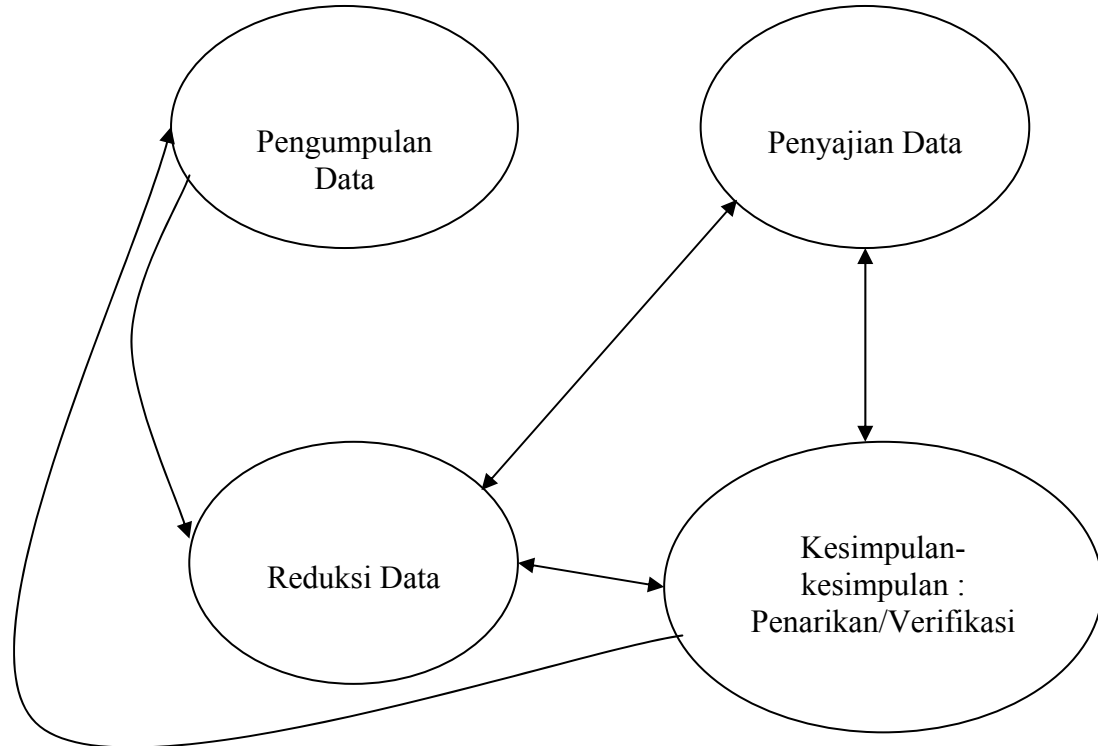 Pengumpulan
Data
Penyajian Data
Reduksi Data
Kesimpulan-
kesimpulan :
Penarikan/Verifikasi